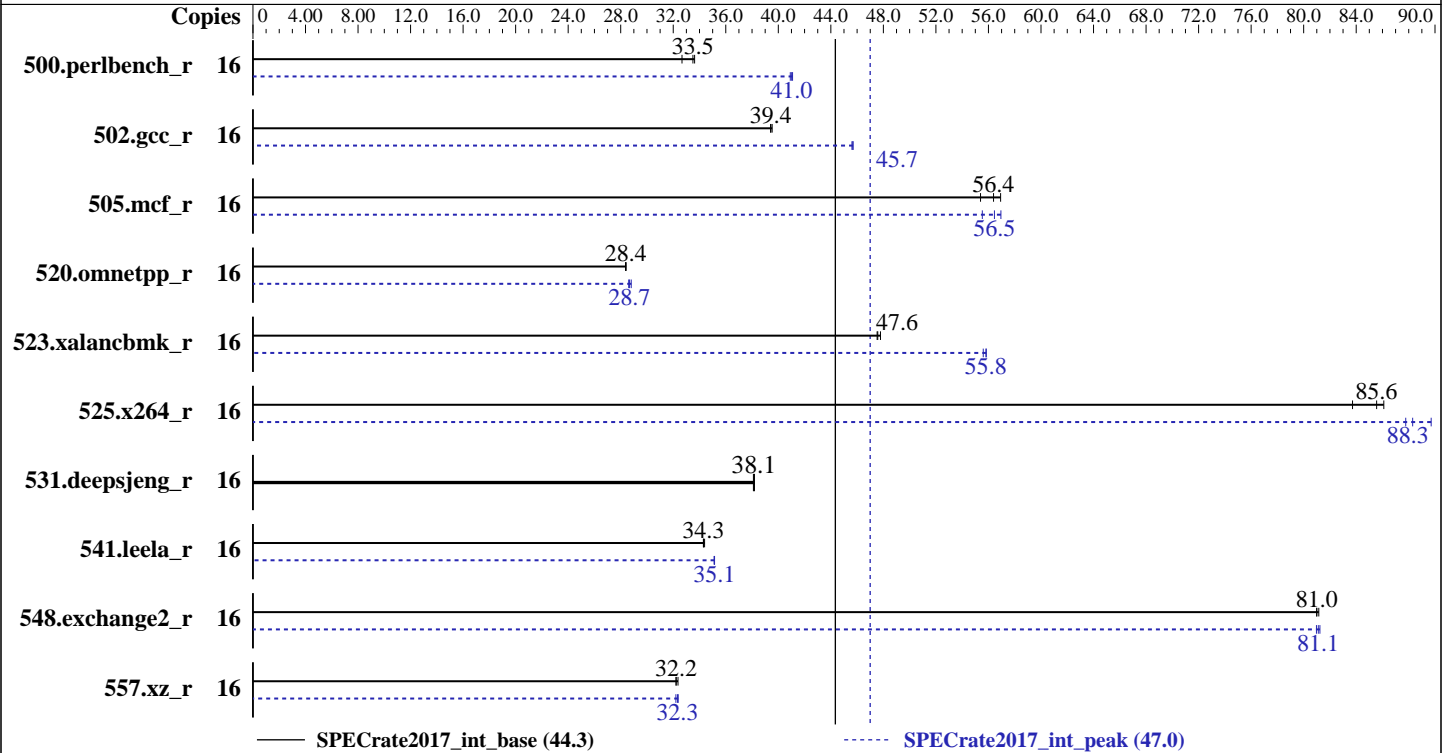 Copies 0 4.00 8.00 12.0 16.0 20.0 24.0 28.0 32.0 36.0 40.0 44.0 48.0 52.0 56.0 60.0 64.0 68.0 72.0 76.0 80.0 84.0 90.0
33.5
500.perlbench_r 16
41.0
39.4
502.gcc_r 16
45.7
56.4
505.mcf_r 16
56.5
28.4
520.omnetpp_r 16
28.7
47.6
523.xalancbmk_r 16
55.8
85.6
525.x264_r 16
88.3
38.1
531.deepsjeng_r 16
34.3
541.leela_r 16
35.1
81.0
548.exchange2_r 16
81.1
32.2
557.xz_r 16
32.3
SPECrate2017_int_base (44.3) SPECrate2017_int_peak (47.0)